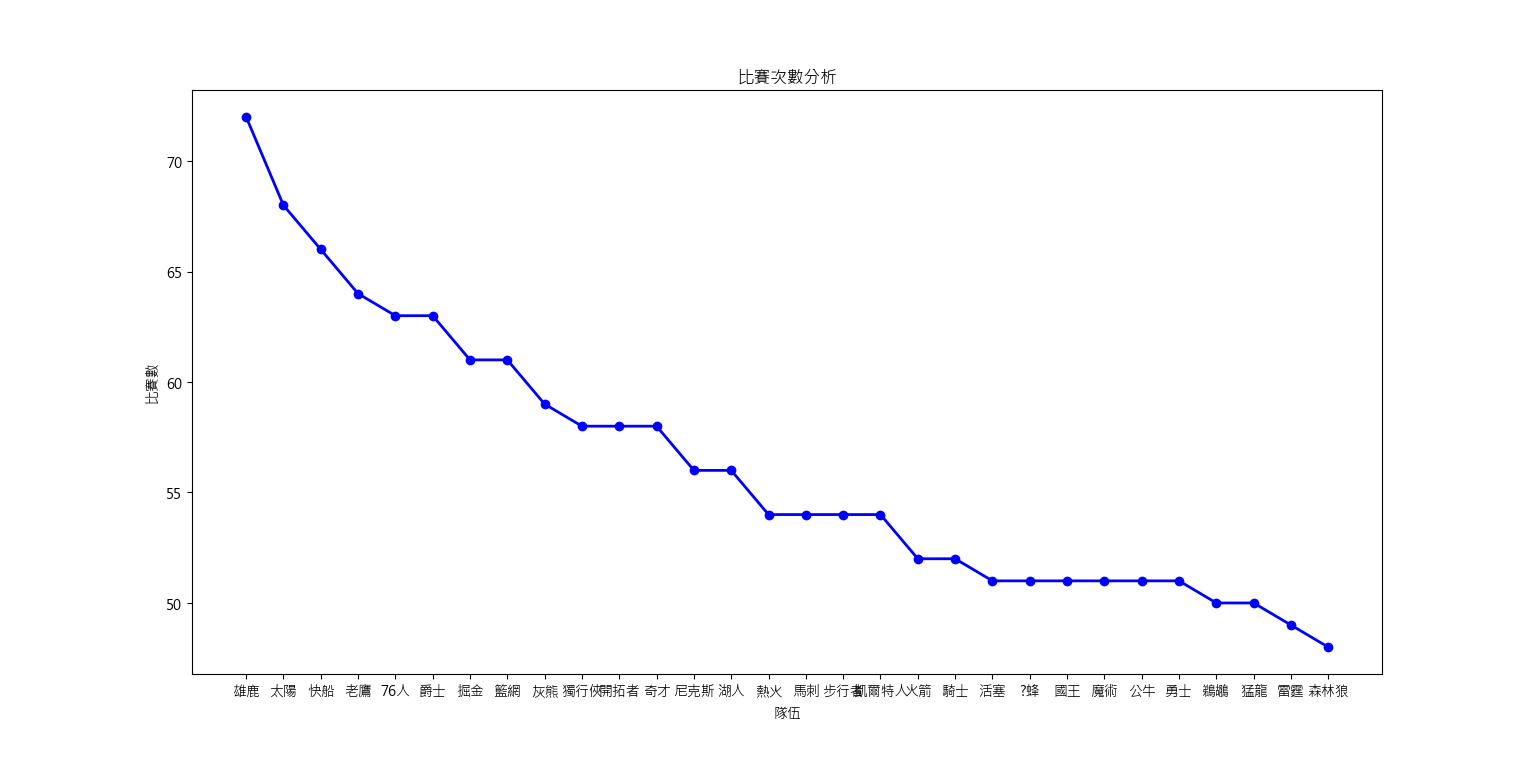 比賽次數分析
比賽數
70
65
60
55
50
雄鹿 太陽 快船 老鷹 76人 爵士 掘金 籃網 灰熊 獨行俠 開拓者 奇才 尼克斯 湖人 熱火 馬刺 步行者 凱爾特人 火箭 騎士 活塞 ?蜂 國王 魔術 公牛 勇士 鵜鶘 猛龍 雷霆 森林狼
隊伍